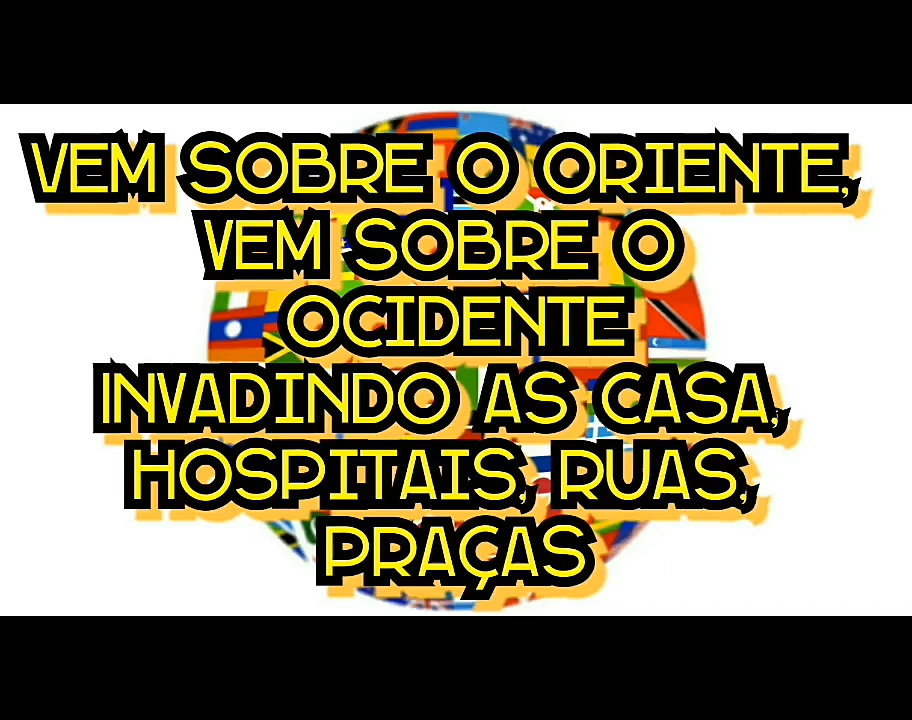 VEM SOBRE O ORIENTE,
VEM SOBRE O
OCIDENTE
INVADINDO AS CASA,
HOSPITAIS, RUAS,
PRAÇAS